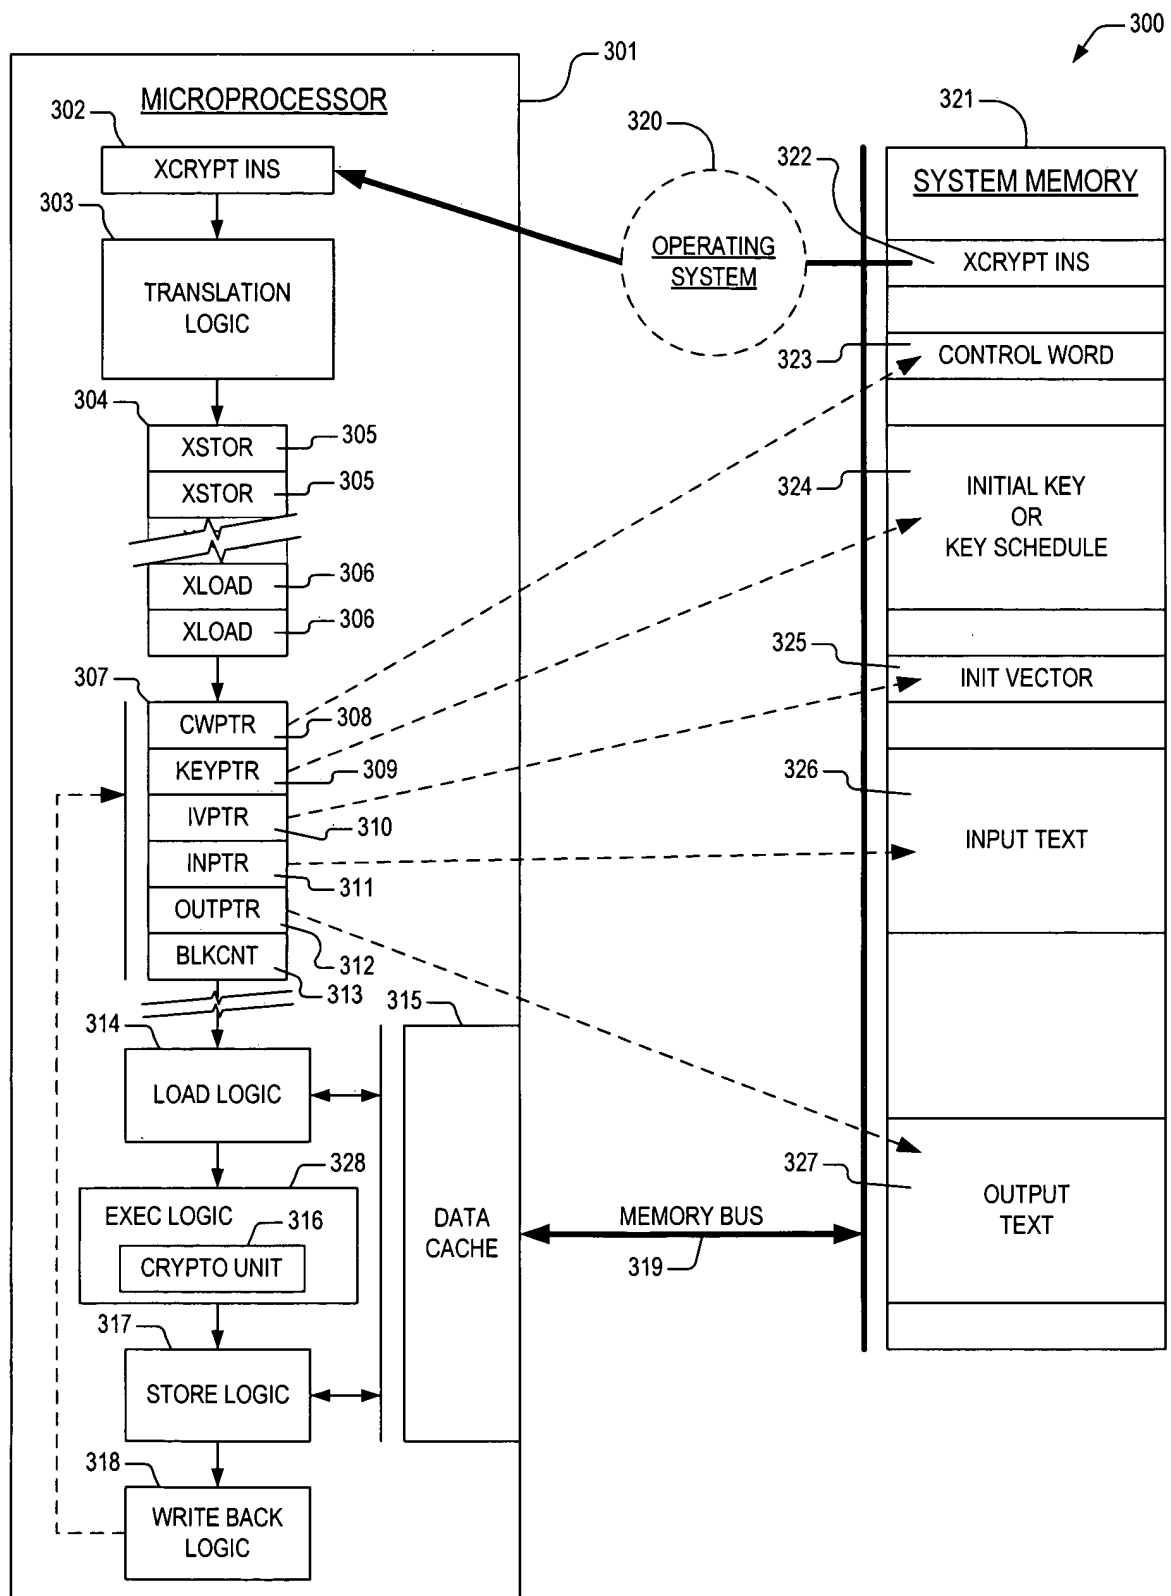 300
301
MICROPROCESSOR
302
XCRYPT INS
303
TRANSLATION
LOGIC
304
XSTOR
305
XSTOR
305
XLOAD
306
XLOAD
306
307
CWPTR
308
KEYPTR
309
IVPTR
310
INPTR
311
OUTPTR
312
BLKCNT
313
314
LOAD LOGIC
315
DATA
CACHE
328
EXEC LOGIC
316
CRYPTO UNIT
317
STORE LOGIC
318
WRITE BACK
LOGIC
320
OPERATING
SYSTEM
MEMORY BUS
319
321
SYSTEM MEMORY
322
XCRYPT INS
323
CONTROL WORD
324
INITIAL KEY
OR
KEY SCHEDULE
325
INIT VECTOR
326
INPUT TEXT
327
OUTPUT
TEXT